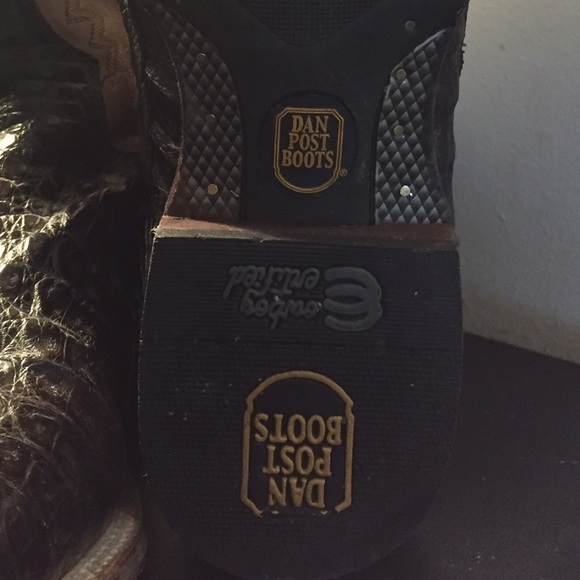 DAN
POST
BOOTS
®
Cowboy
Certified
DAN
POST
BOOTS